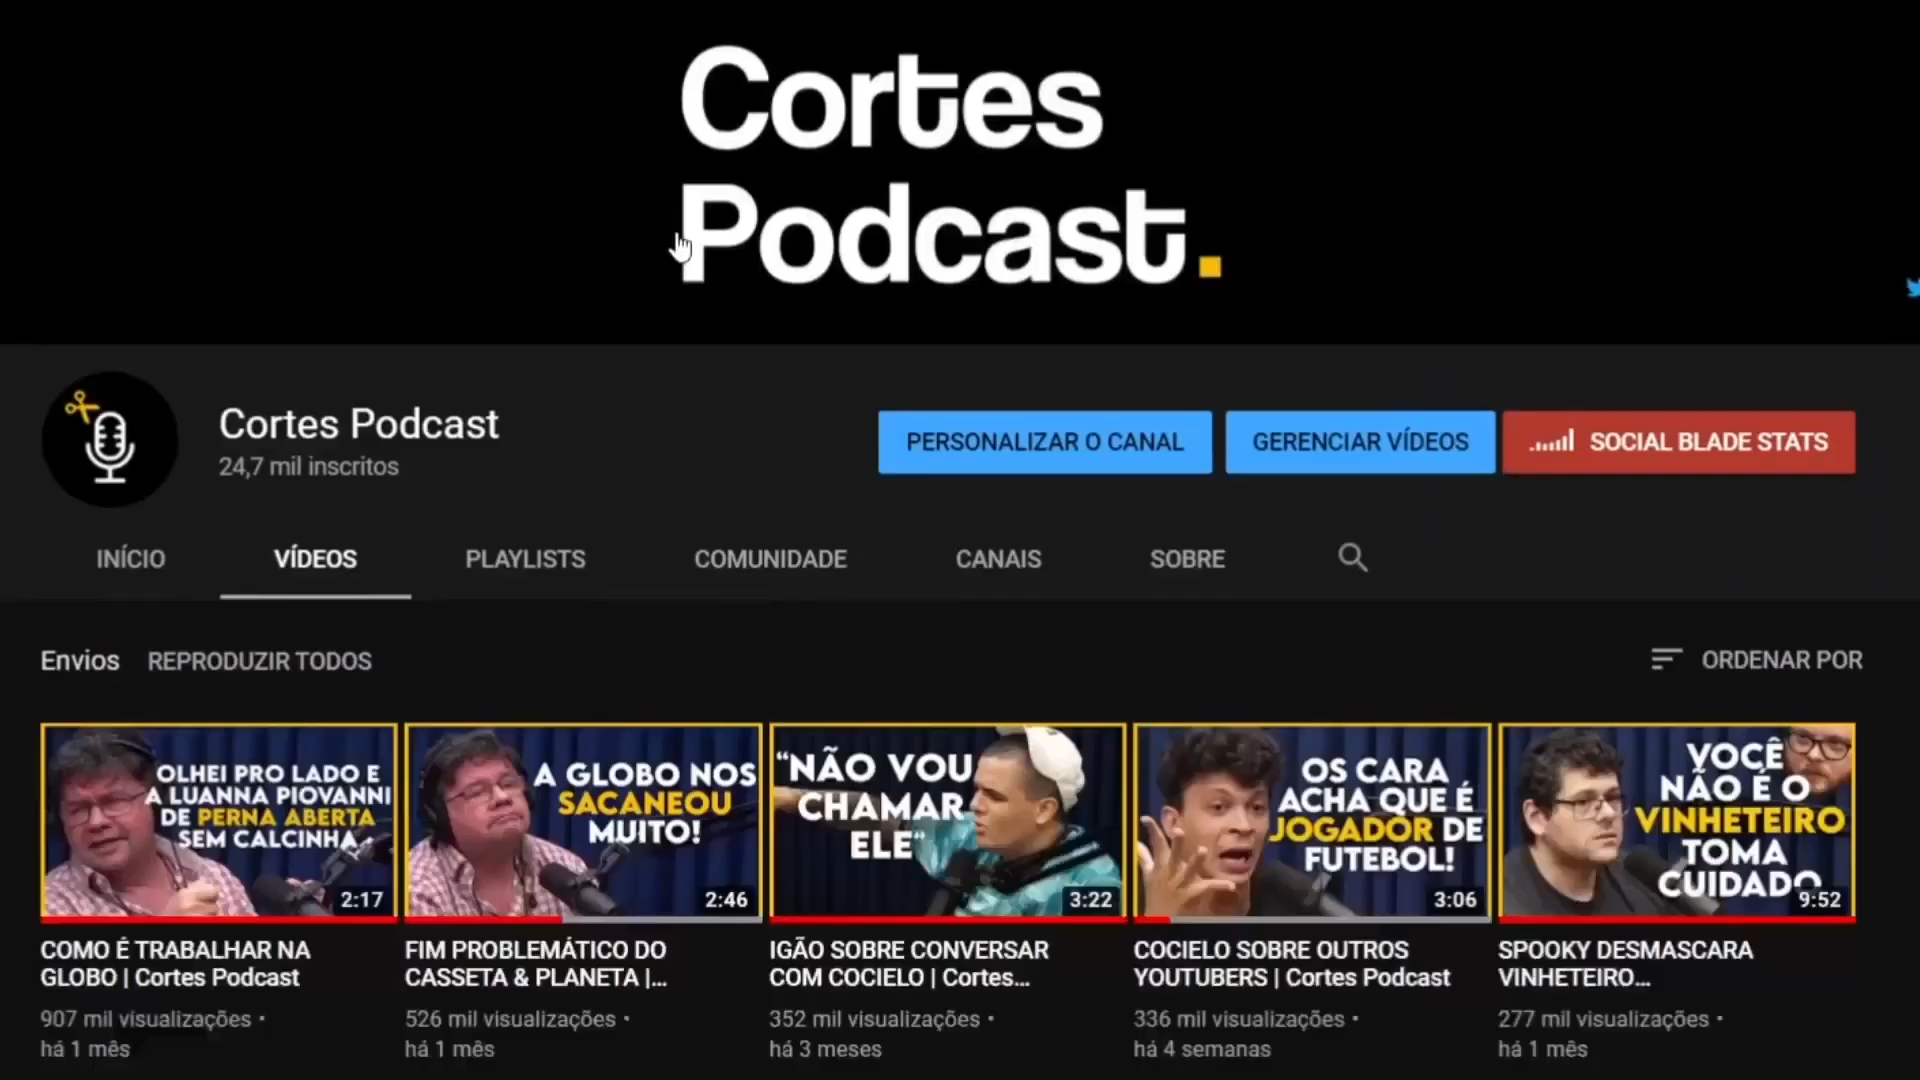 Cortes
Podcast.
Cortes Podcast
24,7 mil inscritos
PERSONALIZAR O CANAL
GERENCIAR VÍDEOS
SOCIAL BLADE STATS
INÍCIO
VÍDEOS
PLAYLISTS
COMUNIDADE
CANAIS
SOBRE
Envios
REPRODUZIR TODOS
ORDENAR POR
OLHEI PRO LADO E
A LUANNA PIOVANNI
DE PERNA ABERTA
SEM CALCINHA
2:17
A GLOBO NOS
SACANEOU
MUITO!
2:46
“NÃO VOU
CHAMAR
ELE“
3:22
OS CARA
ACHA QUE É
JOGADOR DE
FUTEBOL!
3:06
VOCÊ
NÃO É O
VINHETEIRO
TOMA
CUIDADO
9:52
COMO É TRABALHAR NA
GLOBO | Cortes Podcast
907 mil visualizações •
há 1 mês
FIM PROBLEMÁTICO DO
CASSETA & PLANETA |...
526 mil visualizações •
há 1 mês
IGÃO SOBRE CONVERSAR
COM COCIELO | Cortes...
352 mil visualizações •
há 3 meses
COCIELO SOBRE OUTROS
YOUTUBERS | Cortes Podcast
336 mil visualizações •
há 4 semanas
SPOOKY DESMASCARA
VINHETEIRO...
277 mil visualizações •
há 1 mês